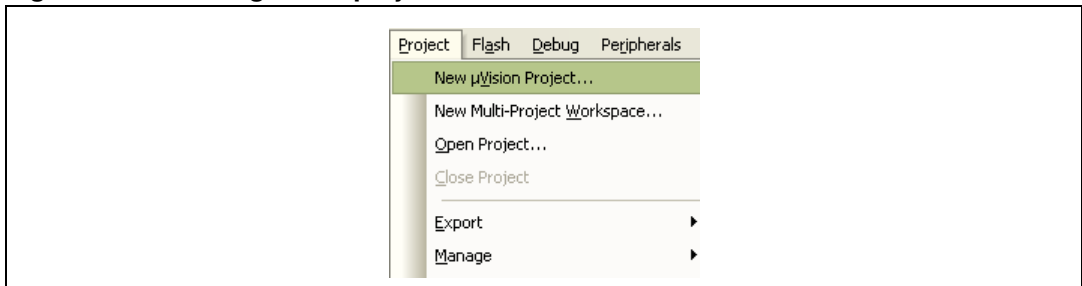 Project Flash Debug Peripherals
New µVision Project...
New Multi-Project Workspace...
Open Project...
Close Project
Export
Manage